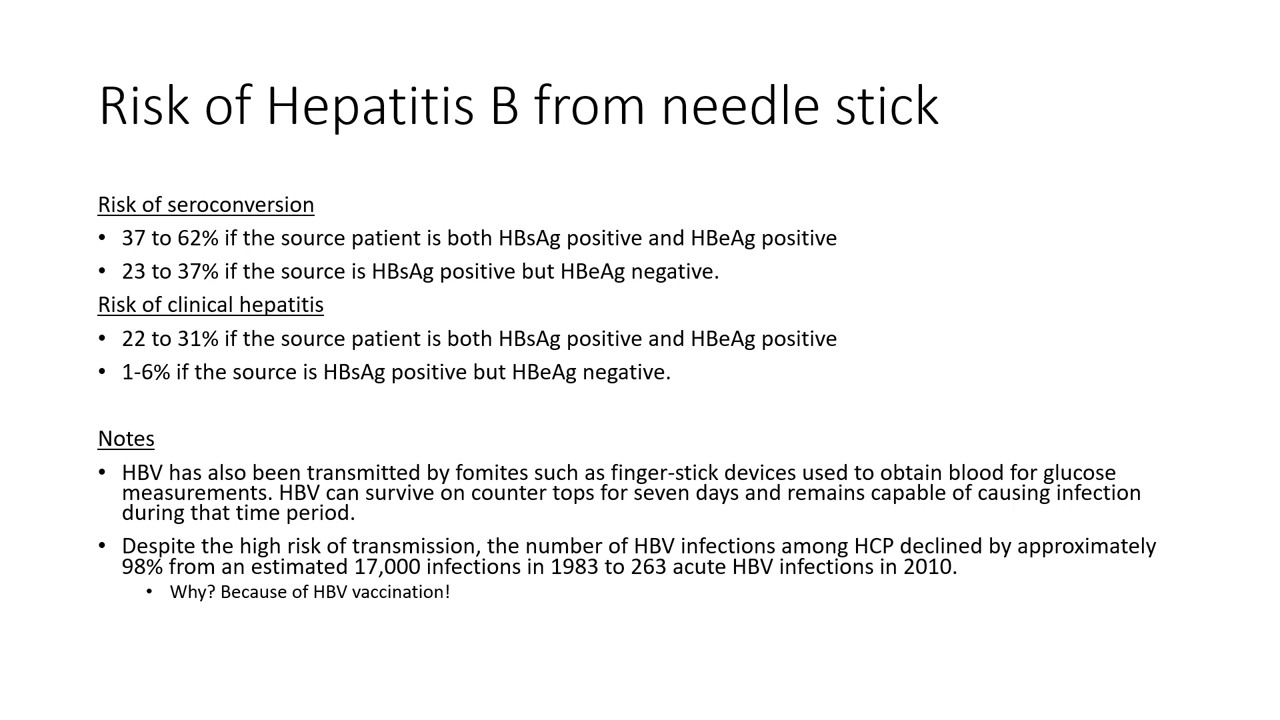 Risk of Hepatitis B from needle stick
Risk of seroconversion
• 37 to 62% if the source patient is both HBsAg positive and HBeAg positive
• 23 to 37% if the source is HBsAg positive but HBeAg negative.
Risk of clinical hepatitis
• 22 to 31% if the source patient is both HBsAg positive and HBeAg positive
• 1-6% if the source is HBsAg positive but HBeAg negative.
Notes
• HBV has also been transmitted by fomites such as finger-stick devices used to obtain blood for glucose
measurements. HBV can survive on counter tops for seven days and remains capable of causing infection
during that time period.
• Despite the high risk of transmission, the number of HBV infections among HCP declined by approximately
98% from an estimated 17,000 infections in 1983 to 263 acute HBV infections in 2010.
• Why? Because of HBV vaccination!